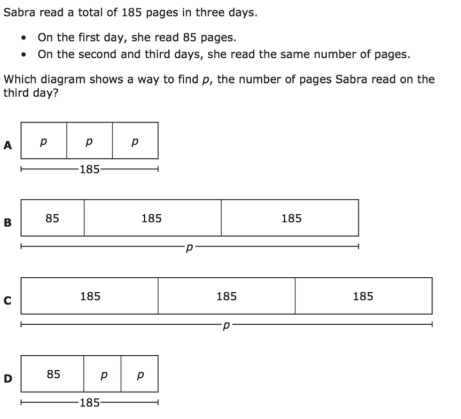 Sabra read a total of 185 pages in three days.
• On the first day, she read 85 pages.
• On the second and third days, she read the same number of pages.
Which diagram shows a way to find p, the number of pages Sabra read on the
third day?
A p p p
185
B 85 185 185
p
C 185 185 185
p
D 85 p p
185